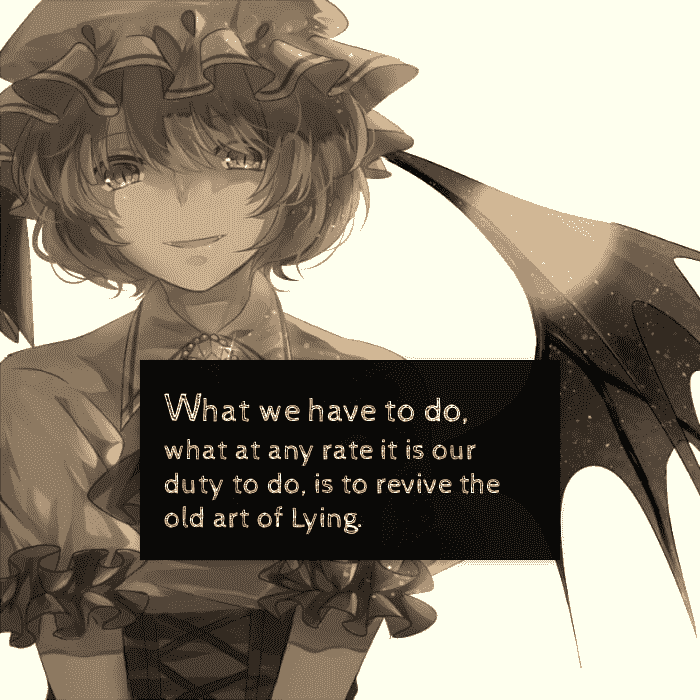 What we have to do,
what at any rate it is our
duty to do, is to revive the
old art of Lying.